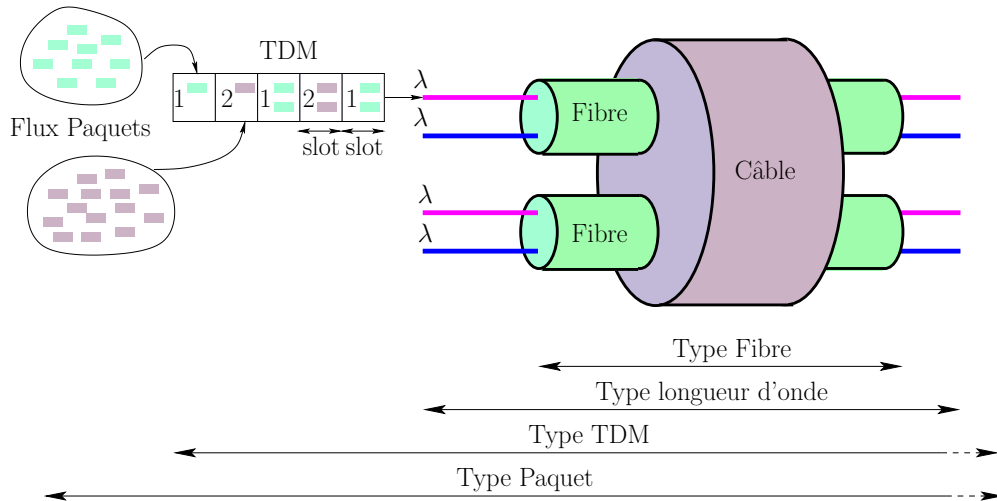 TDM
Flux Paquets
1 2 1 2 1
slot slot
λ
λ
λ
λ
Fibre
Fibre
Câble
Type Fibre
Type longueur d'onde
Type TDM
Type Paquet